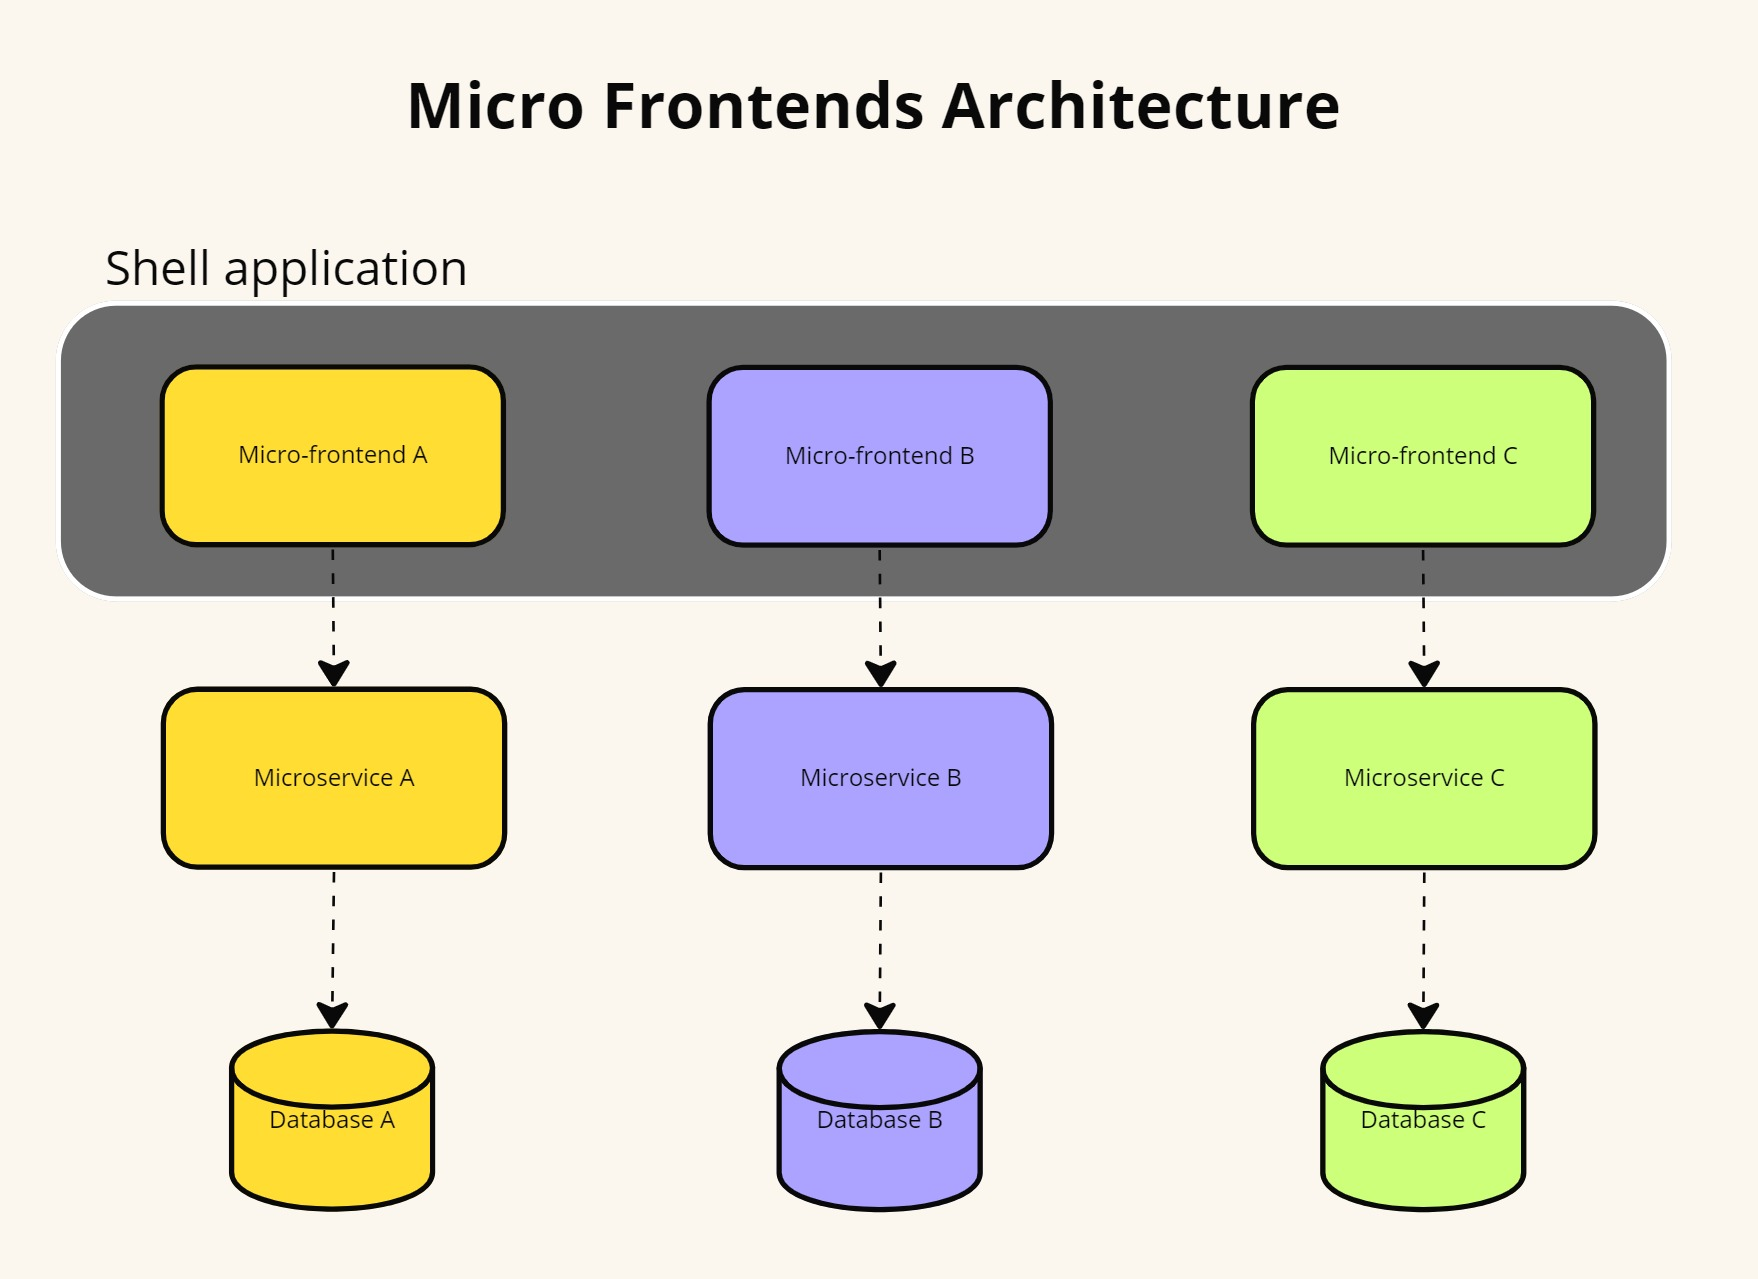 Micro Frontends Architecture
Shell application
Micro-frontend A
Micro-frontend B
Micro-frontend C
Microservice A
Microservice B
Microservice C
Database A
Database B
Database C